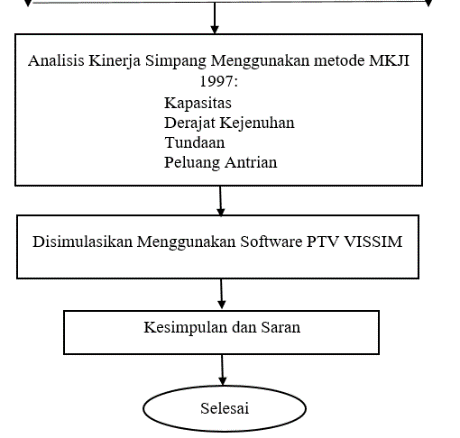 Analisis Kinerja Simpang Menggunakan metode MKJI
1997:
Kapasitas
Derajat Kejenuhan
Tundaan
Peluang Antrian
Disimulasikan Menggunakan Software PTV VISSIM
Kesimpulan dan Saran
Selesai